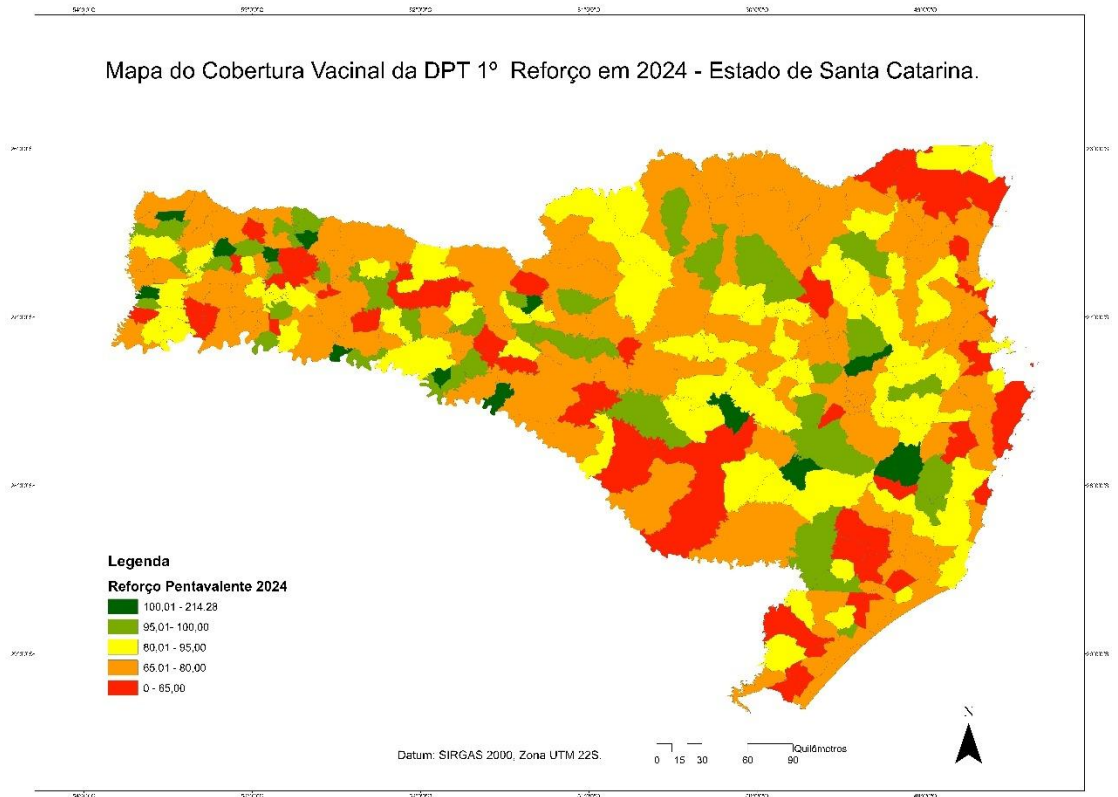 Mapa do Cobertura Vacinal da DPT 1º Reforço em 2024 - Estado de Santa Catarina.
Legenda
Reforço Pentavalente 2024
100,01 - 214,28
95,01- 100,00
80,01 - 95,00
65,01 - 80,00
0 - 65,00
Datum: SIRGAS 2000, Zona UTM 22S.
Quilômetros
0 15 30 60 90
N